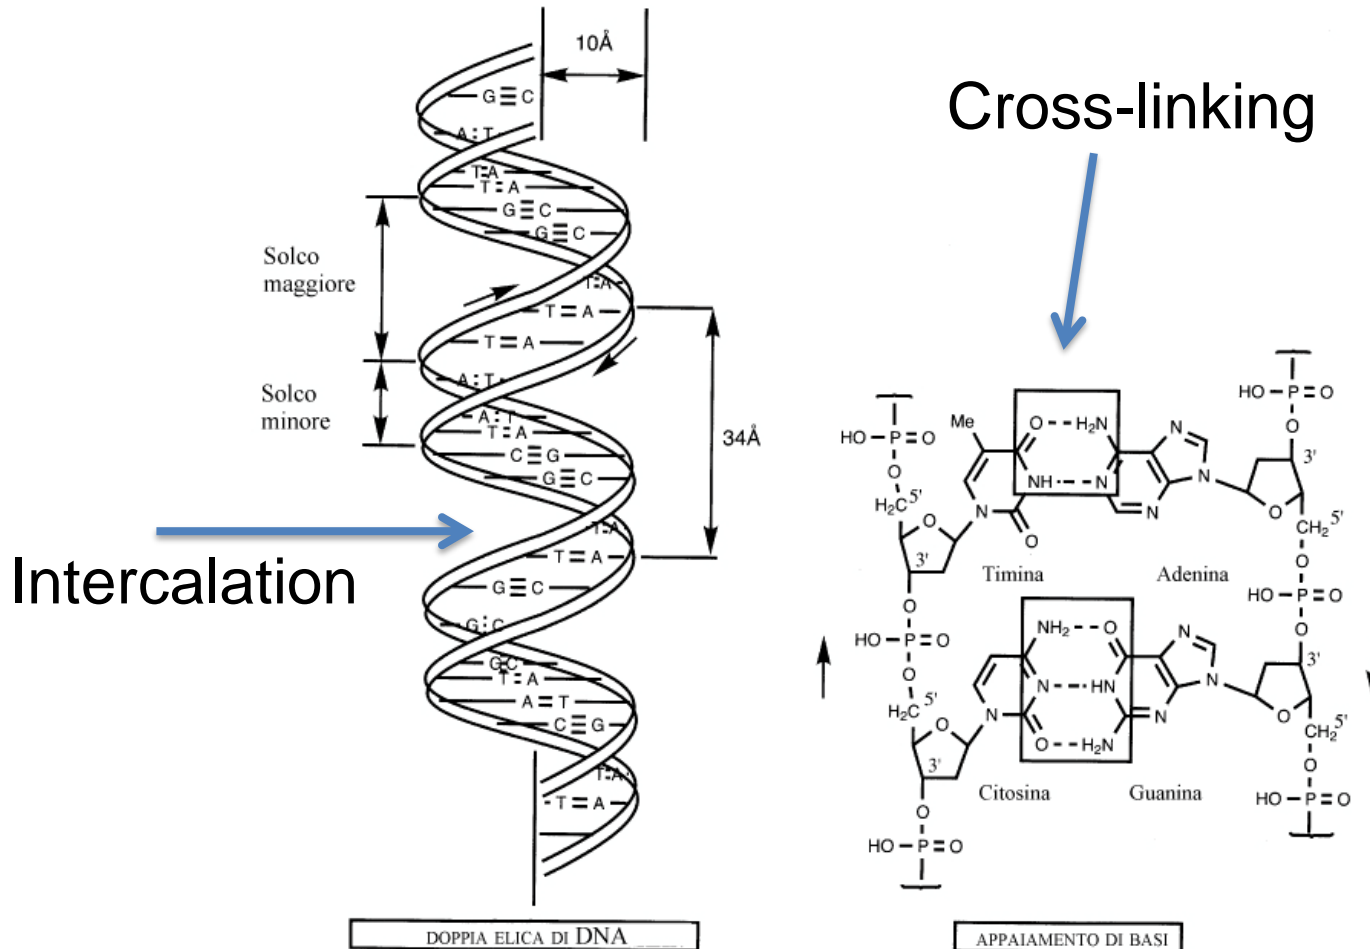 10Å
G≡C
A:T
T:A
T:A
G≡C
G≡C
T:A
T=A
T=A
A:T
A:T
T:A
C≡G
G≡C
T:A
T=A
G≡C
G:C
GC
T:A
A=T
C≡G
T:A
T=A
Solco
maggiore
Solco
minore
34Å
Intercalation
DOPPIA ELICA DI DNA
Cross-linking
HO P O
O
3'
Me
O H₂N
N
HO P O
O
H₂C 5'
NH N
N
N
N
O
O
O
3'
5'
CH₂
O
Timina Adenina
HO P O
O
O
HO P O
O
3'
NH₂ O
N
O
H₂C 5'
N HN
N
N
N
O
O
O H₂N
3'
5'
CH₂
O
Citosina Guanina
HO P O
O
HO P O
APPAIAMENTO DI BASI